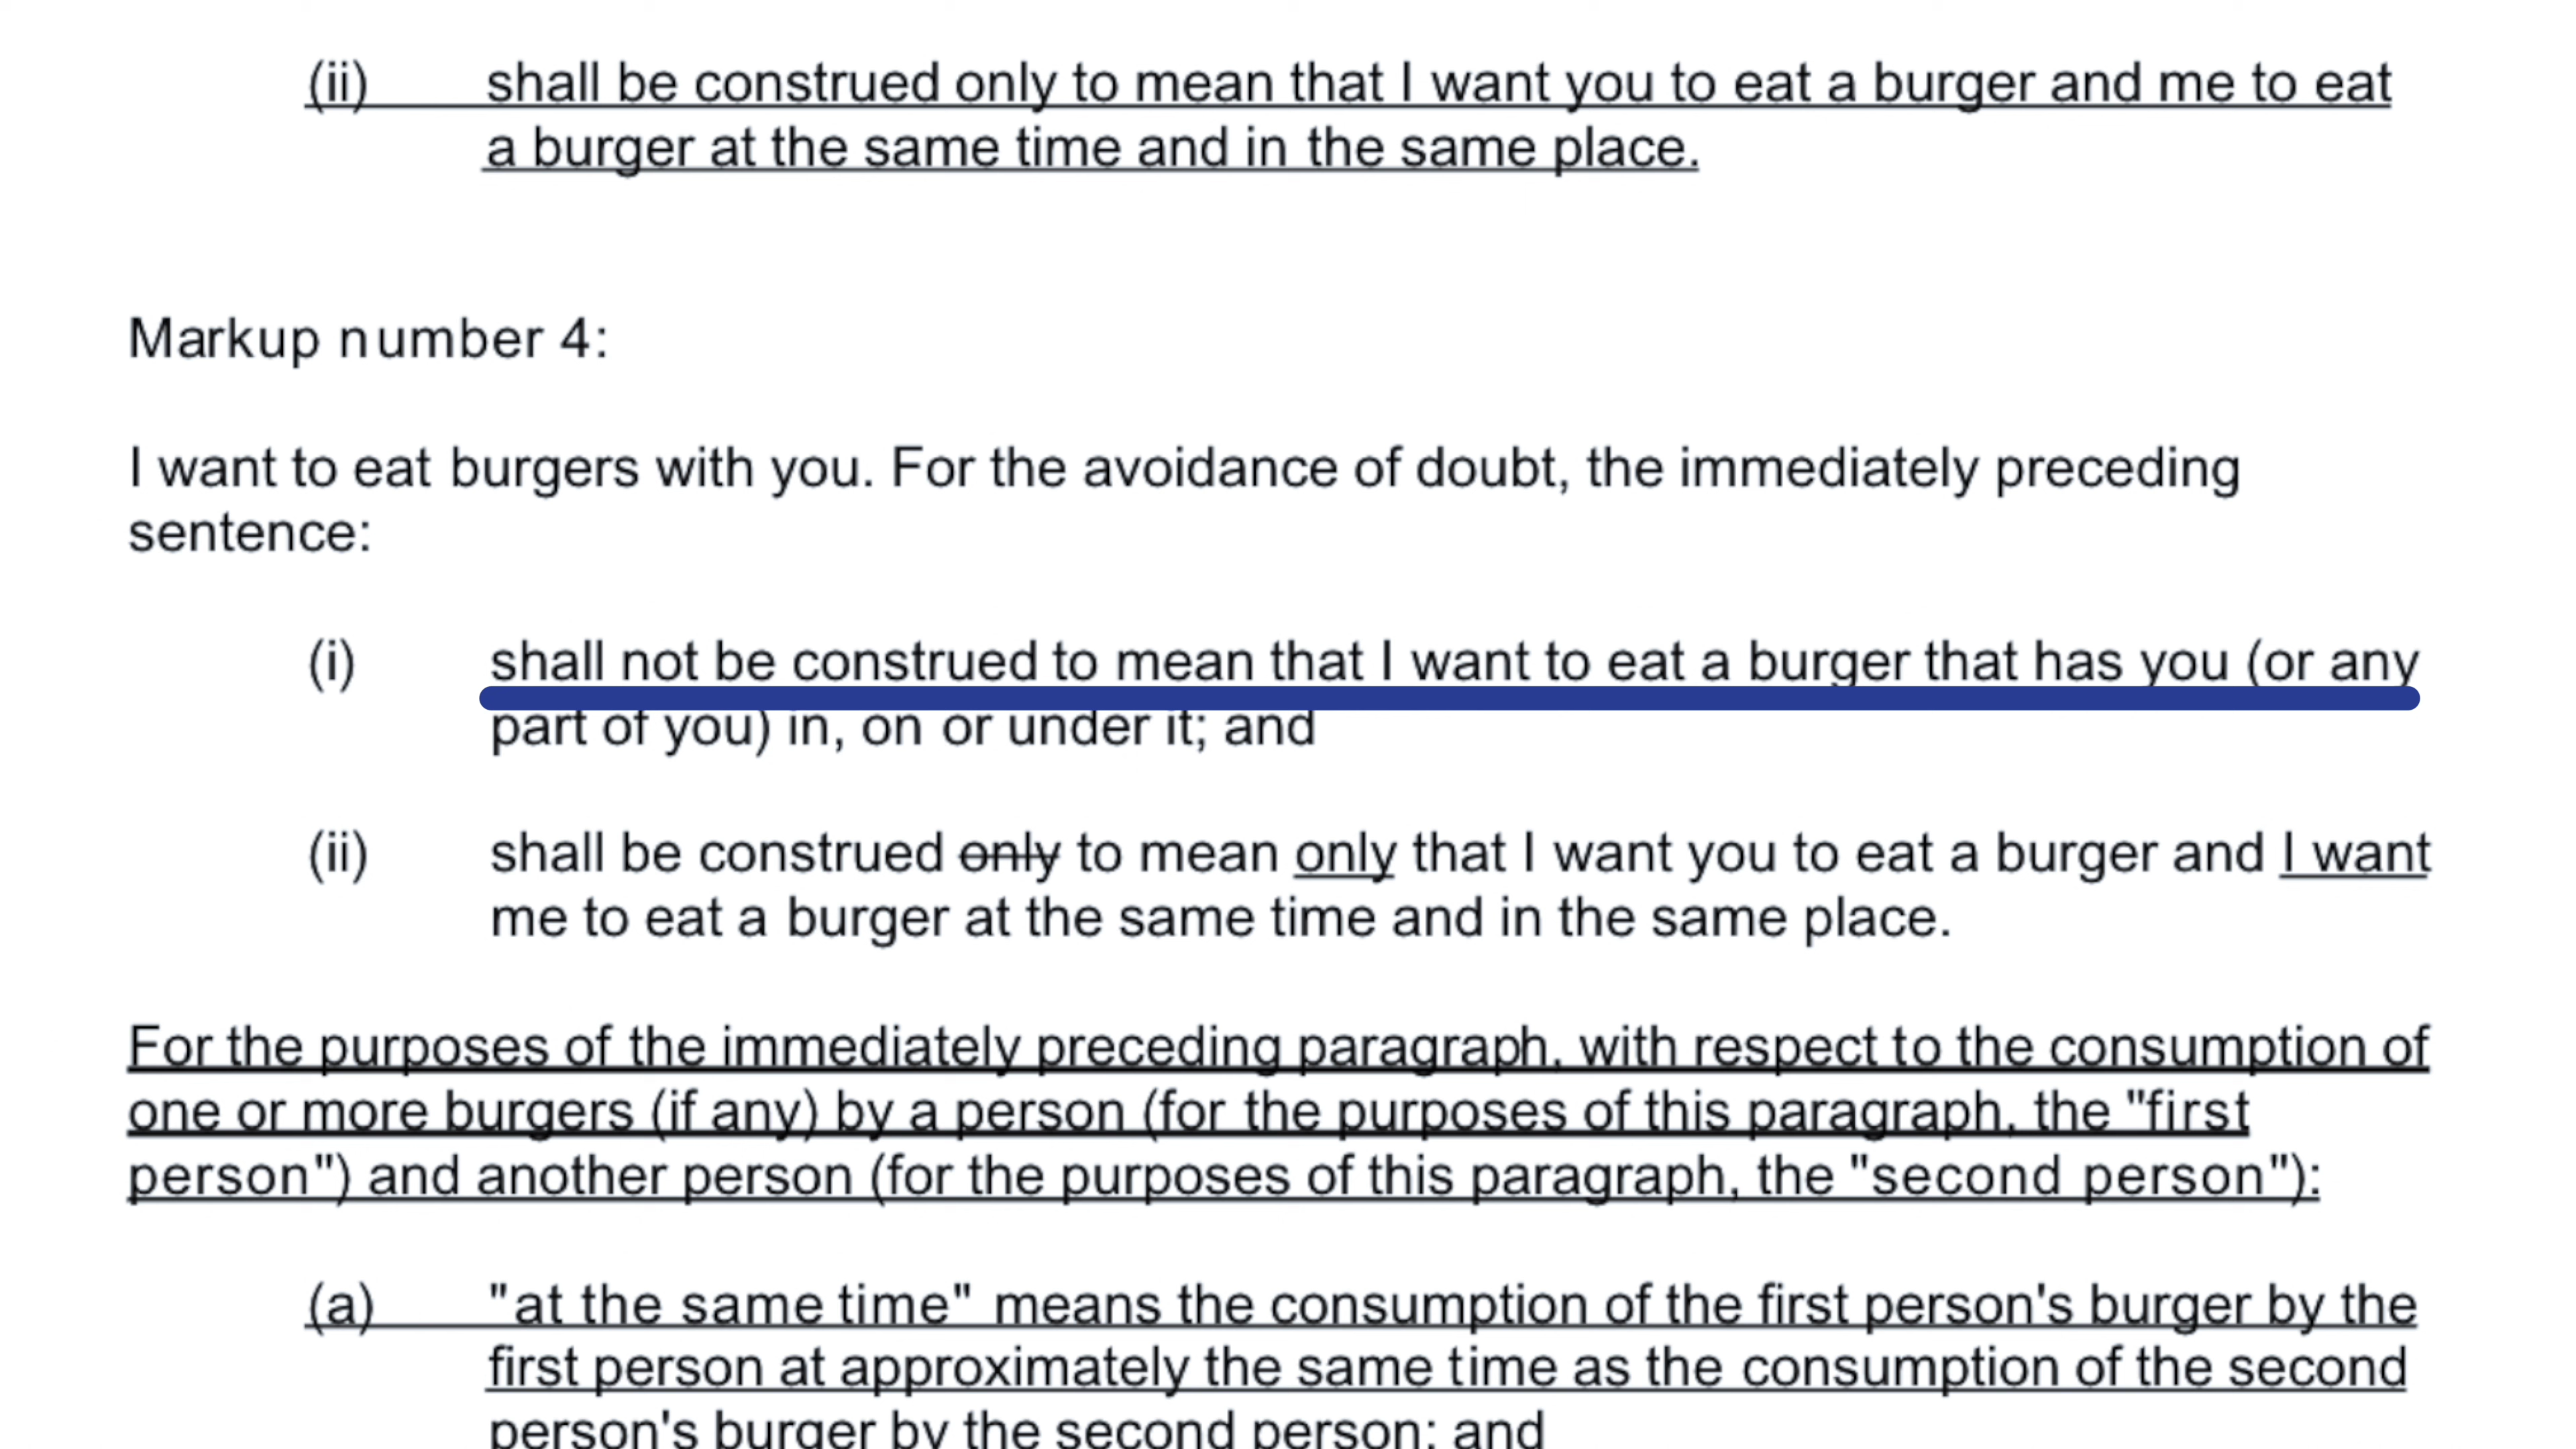 (ii) shall be construed only to mean that I want you to eat a burger and me to eat
a burger at the same time and in the same place.
Markup number 4:
I want to eat burgers with you. For the avoidance of doubt, the immediately preceding
sentence:
(i) shall not be construed to mean that I want to eat a burger that has you (or any
part of you) in, on or under it; and
(ii) shall be construed only to mean only that I want you to eat a burger and I want
me to eat a burger at the same time and in the same place.
For the purposes of the immediately preceding paragraph, with respect to the consumption of
one or more burgers (if any) by a person (for the purposes of this paragraph, the "first
person") and another person (for the purposes of this paragraph, the "second person"):
(a) "at the same time" means the consumption of the first person's burger by the
first person at approximately the same time as the consumption of the second
person's burger by the second person; and